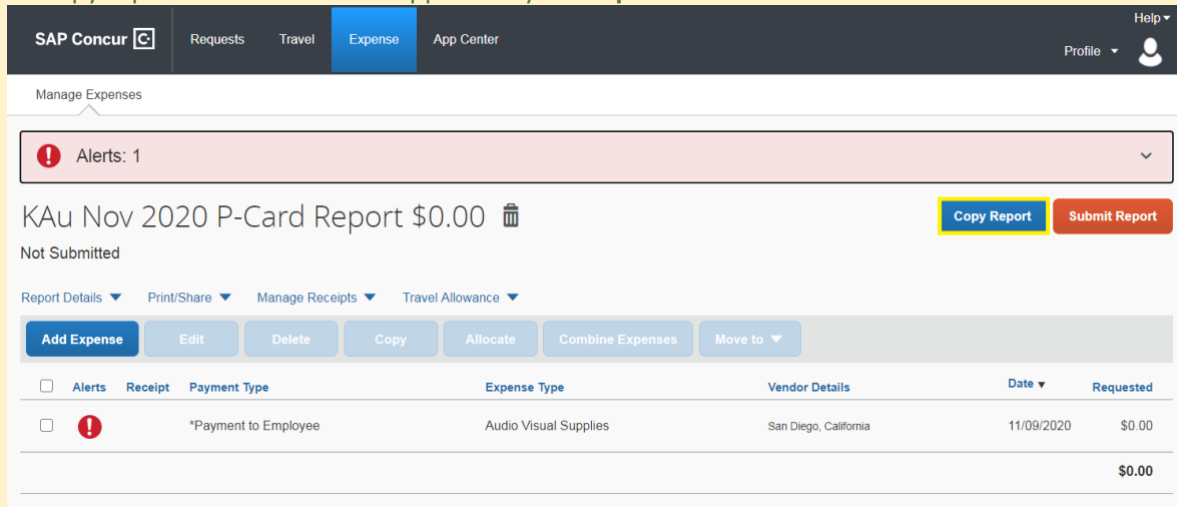 SAP Concur C Requests Travel Expense App Center
Help
Profile
Manage Expenses
Alerts: 1
KAu Nov 2020 P-Card Report $0.00
Copy Report Submit Report
Not Submitted
Report Details Print/Share Manage Receipts Travel Allowance
Add Expense Edit Delete Copy Allocate Combine Expenses Move to
Alerts Receipt Payment Type Expense Type Vendor Details Date Requested
*Payment to Employee Audio Visual Supplies San Diego, California 11/09/2020 $0.00
$0.00